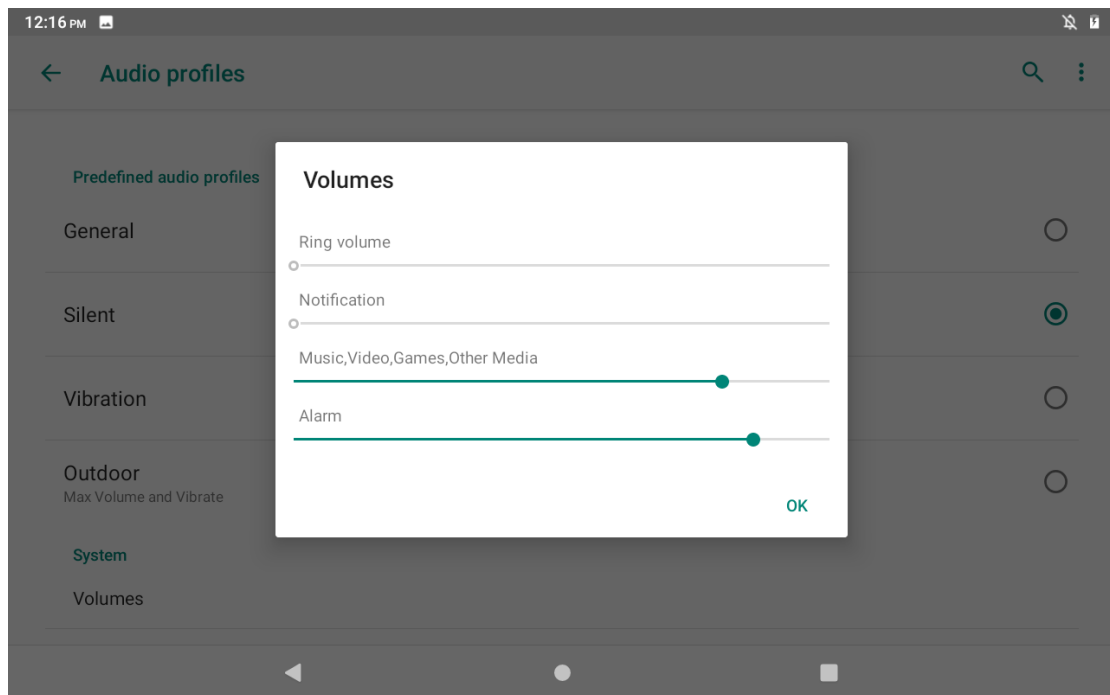 12:16 PM
Audio profiles
Predefined audio profiles
General
Silent
Vibration
Outdoor
Max Volume and Vibrate
System
Volumes
Volumes
Ring volume
Notification
Music,Video,Games,Other Media
Alarm
OK